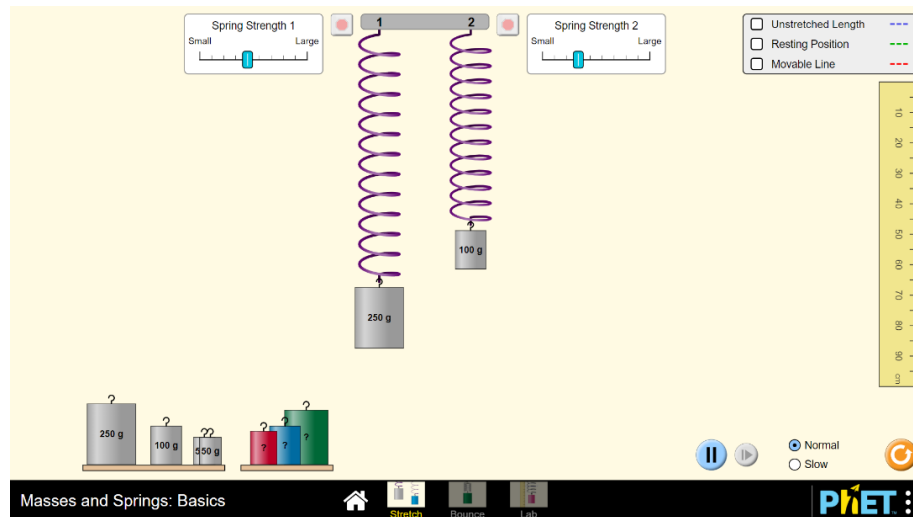 Spring Strength 1
Small Large
1 2
Spring Strength 2
Small Large
Unstretched Length
Resting Position
Movable Line
10
20
30
40
50
60
70
80
90
cm
100 g
250 g
250 g
100 g
50 g
? ? ?
Normal
Slow
Masses and Springs: Basics
Stretch
Bounce
Lab
PhET